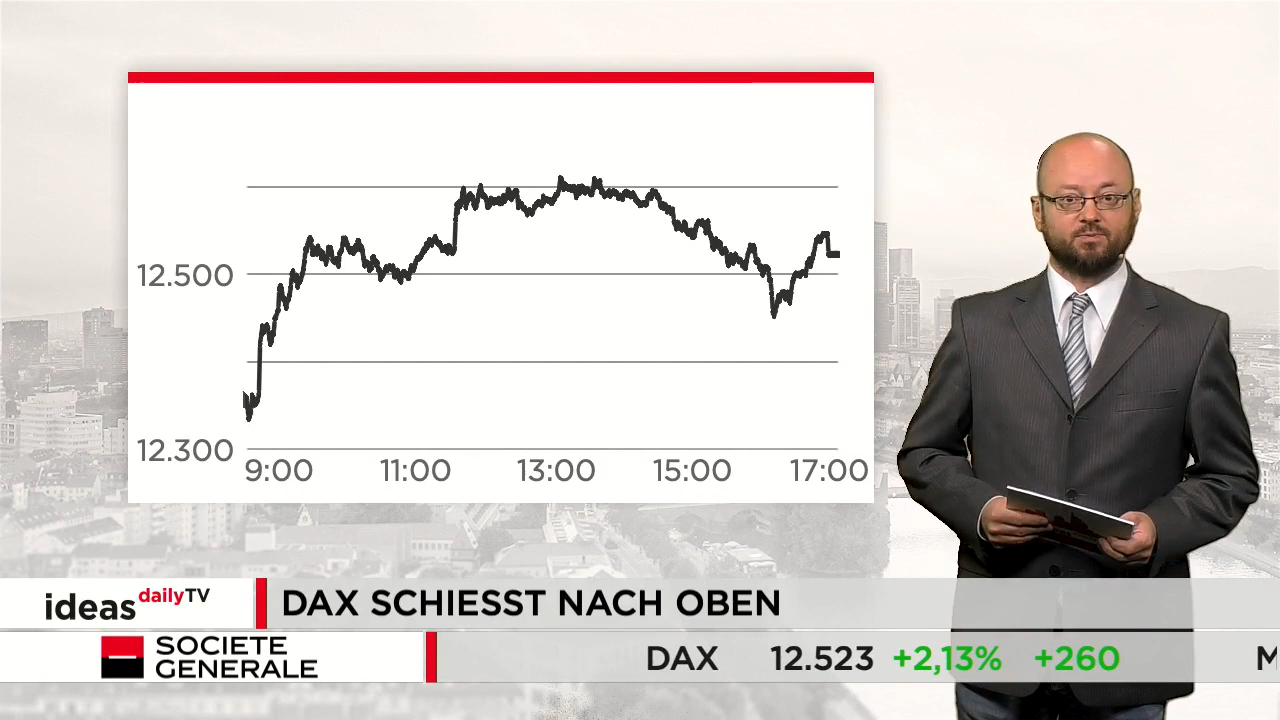 12.500
12.300
9:00 11:00 13:00 15:00 17:00
ideas dailyTV
DAX SCHIESST NACH OBEN
SOCIETE
GENERALE
DAX 12.523 +2,13% +260 M